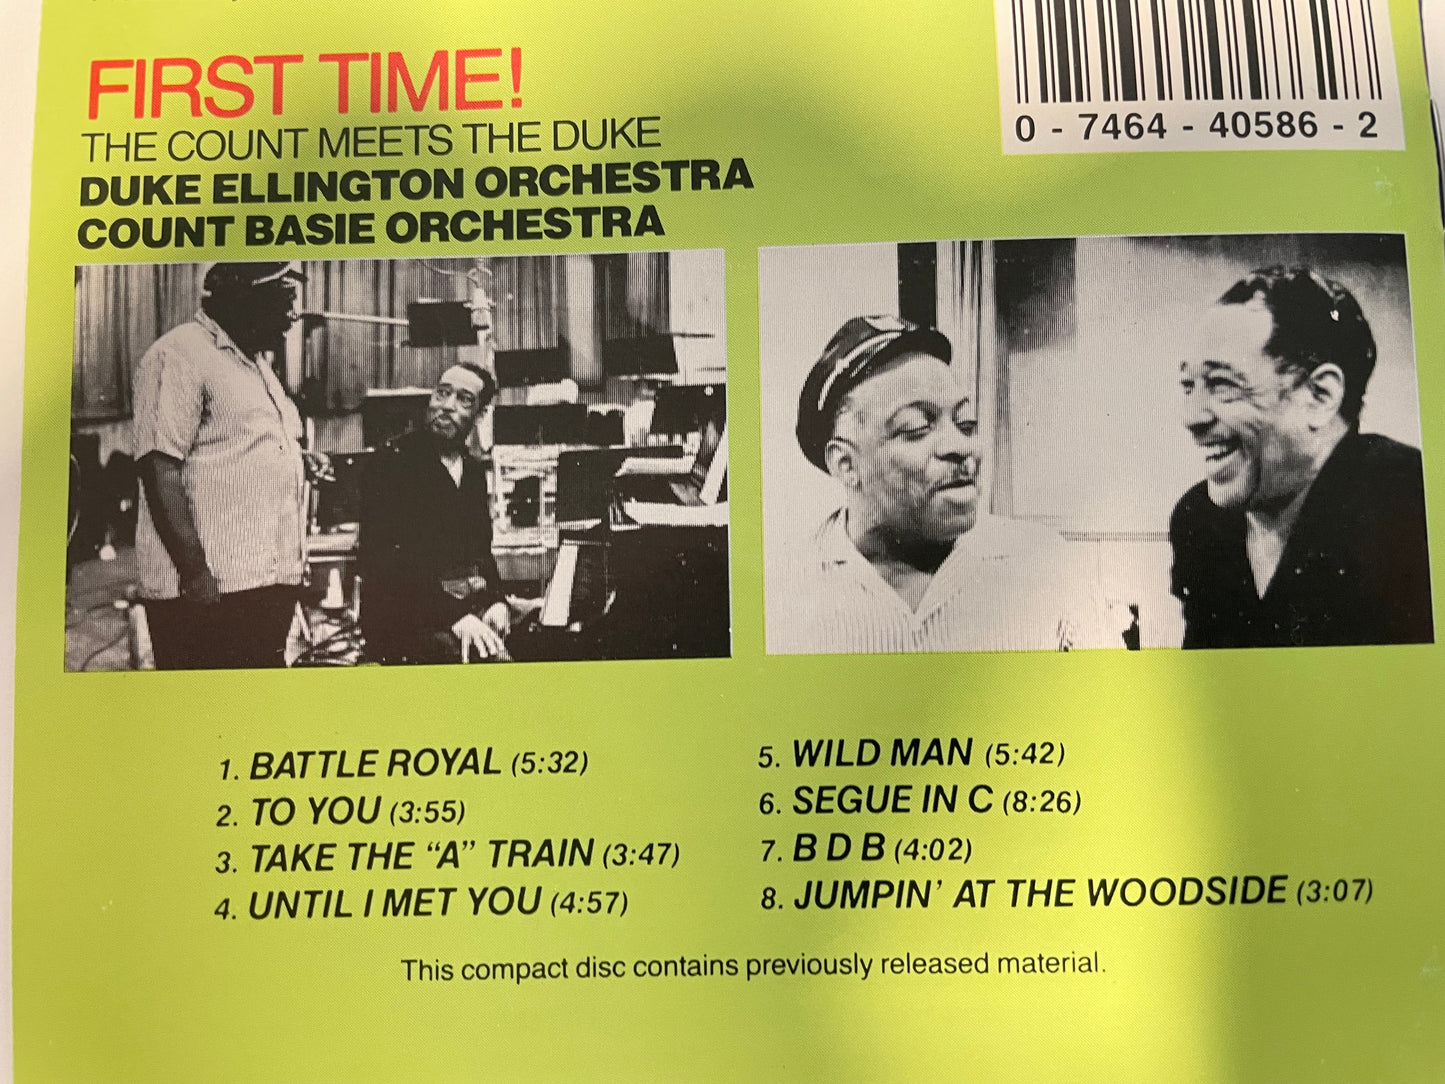 FIRST TIME!
THE COUNT MEETS THE DUKE
DUKE ELLINGTON ORCHESTRA
COUNT BASIE ORCHESTRA
0 - 7464 - 40586 - 2
1. BATTLE ROYAL (5:32)
2. TO YOU (3:55)
3. TAKE THE “A” TRAIN (3:47)
4. UNTIL I MET YOU (4:57)
5. WILD MAN (5:42)
6. SEGUE IN C (8:26)
7. B D B (4:02)
8. JUMPIN’ AT THE WOODSIDE (3:07)
This compact disc contains previously released material.